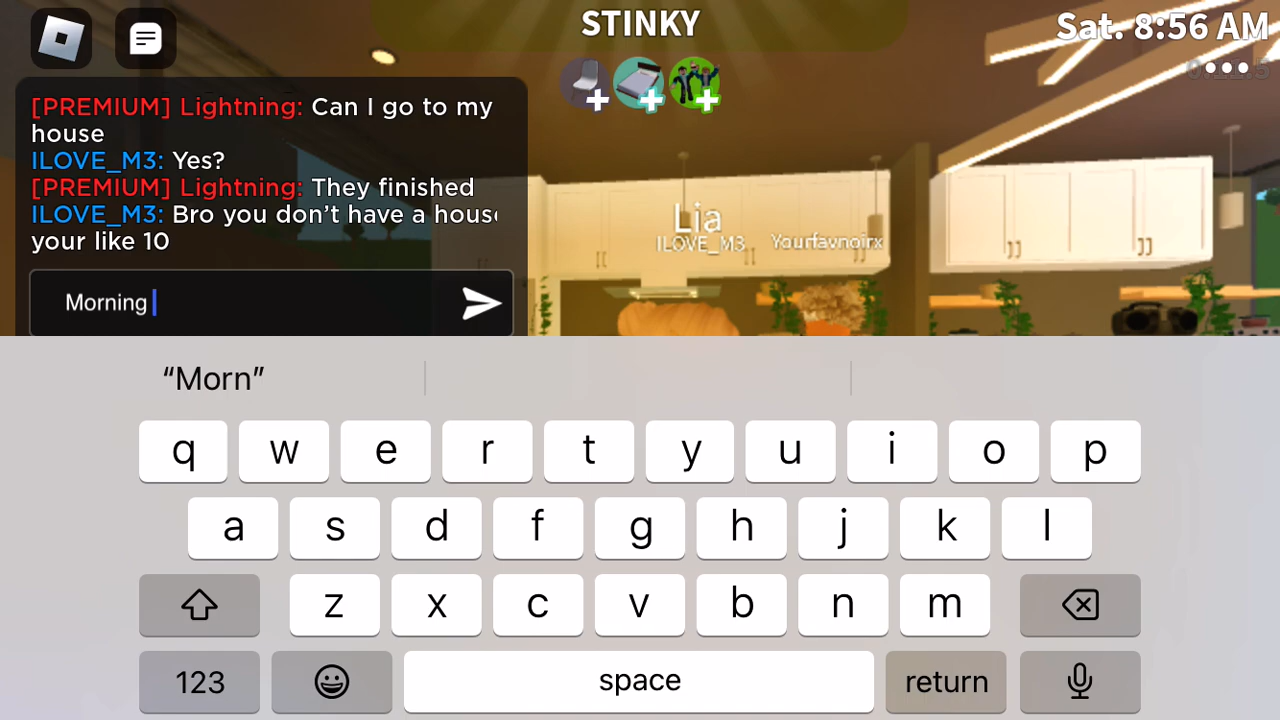 STINKY
Sat. 8:56 AM
[PREMIUM] Lightning: Can I go to my
house
ILOVE_M3: Yes?
[PREMIUM] Lightning: They finished
ILOVE_M3: Bro you don't have a hous
your like 10
Lia
ILOVE_M3
Yourfavnoirx
Morning
“Morn”
q w e r t y u i o p
a s d f g h j k l
z x c v b n m
123 space return